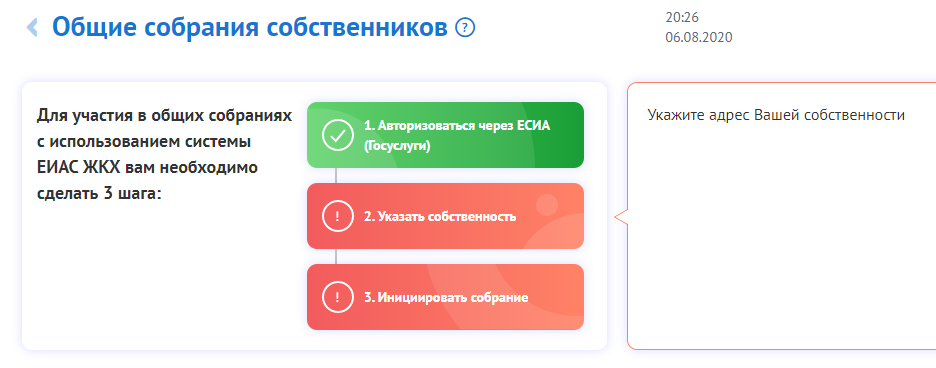 Общие собрания собственников ?
20:26
06.08.2020
Для участия в общих собраниях
с использованием системы
ЕИАС ЖКХ вам необходимо
сделать 3 шага:
1. Авторизоваться через ЕСИА
(Госуслуги)
! 2. Указать собственность
! 3. Инициировать собрание
Укажите адрес Вашей собственности